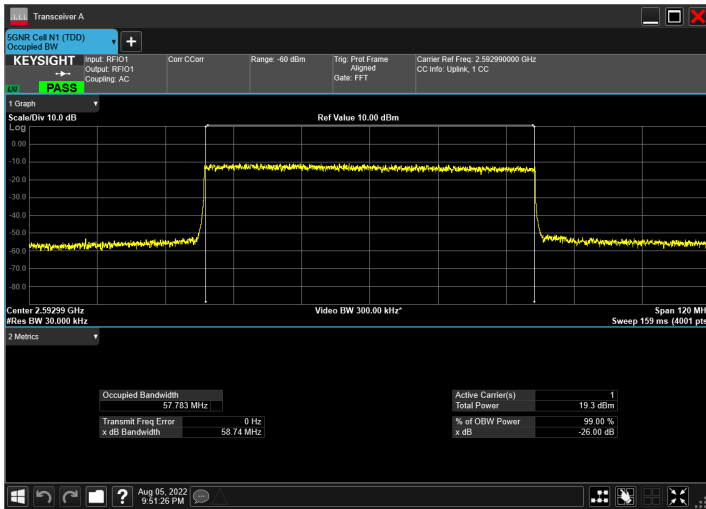 Transceiver A
5GNR Cell N1 (TDD)
Occupied BW
KEYSIGHT
Input: RFIO1
Output: RFIO1
Coupling: AC
Corr CCorr
Range: -60 dBm
Trig: Prot Frame
Aligned
Gate: FFT
Carrier Ref Freq: 2.592990000 GHz
CC Info: Uplink, 1 CC
LXI
PASS
1 Graph
Scale/Div 10.0 dB
Ref Value 10.00 dBm
Log
0.00
-10.0
-20.0
-30.0
-40.0
-50.0
-60.0
-70.0
-80.0
Center 2.59299 GHz
Video BW 300.00 kHz*
Span 120 MH
#Res BW 30.000 kHz
Sweep 159 ms (4001 pts
2 Metrics
Occupied Bandwidth
57.783 MHz
Transmit Freq Error 0 Hz
x dB Bandwidth 58.74 MHz
Active Carrier(s) 1
Total Power 19.3 dBm
% of OBW Power 99.00 %
x dB -26.00 dB
Aug 05, 2022
9:51:26 PM